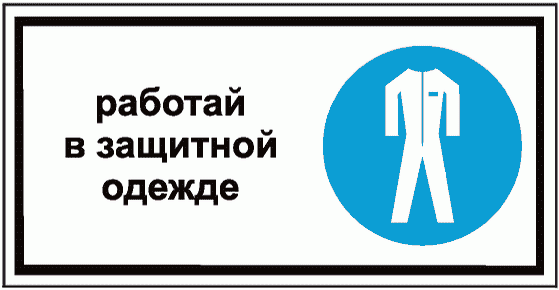 работай
в защитной
одежде